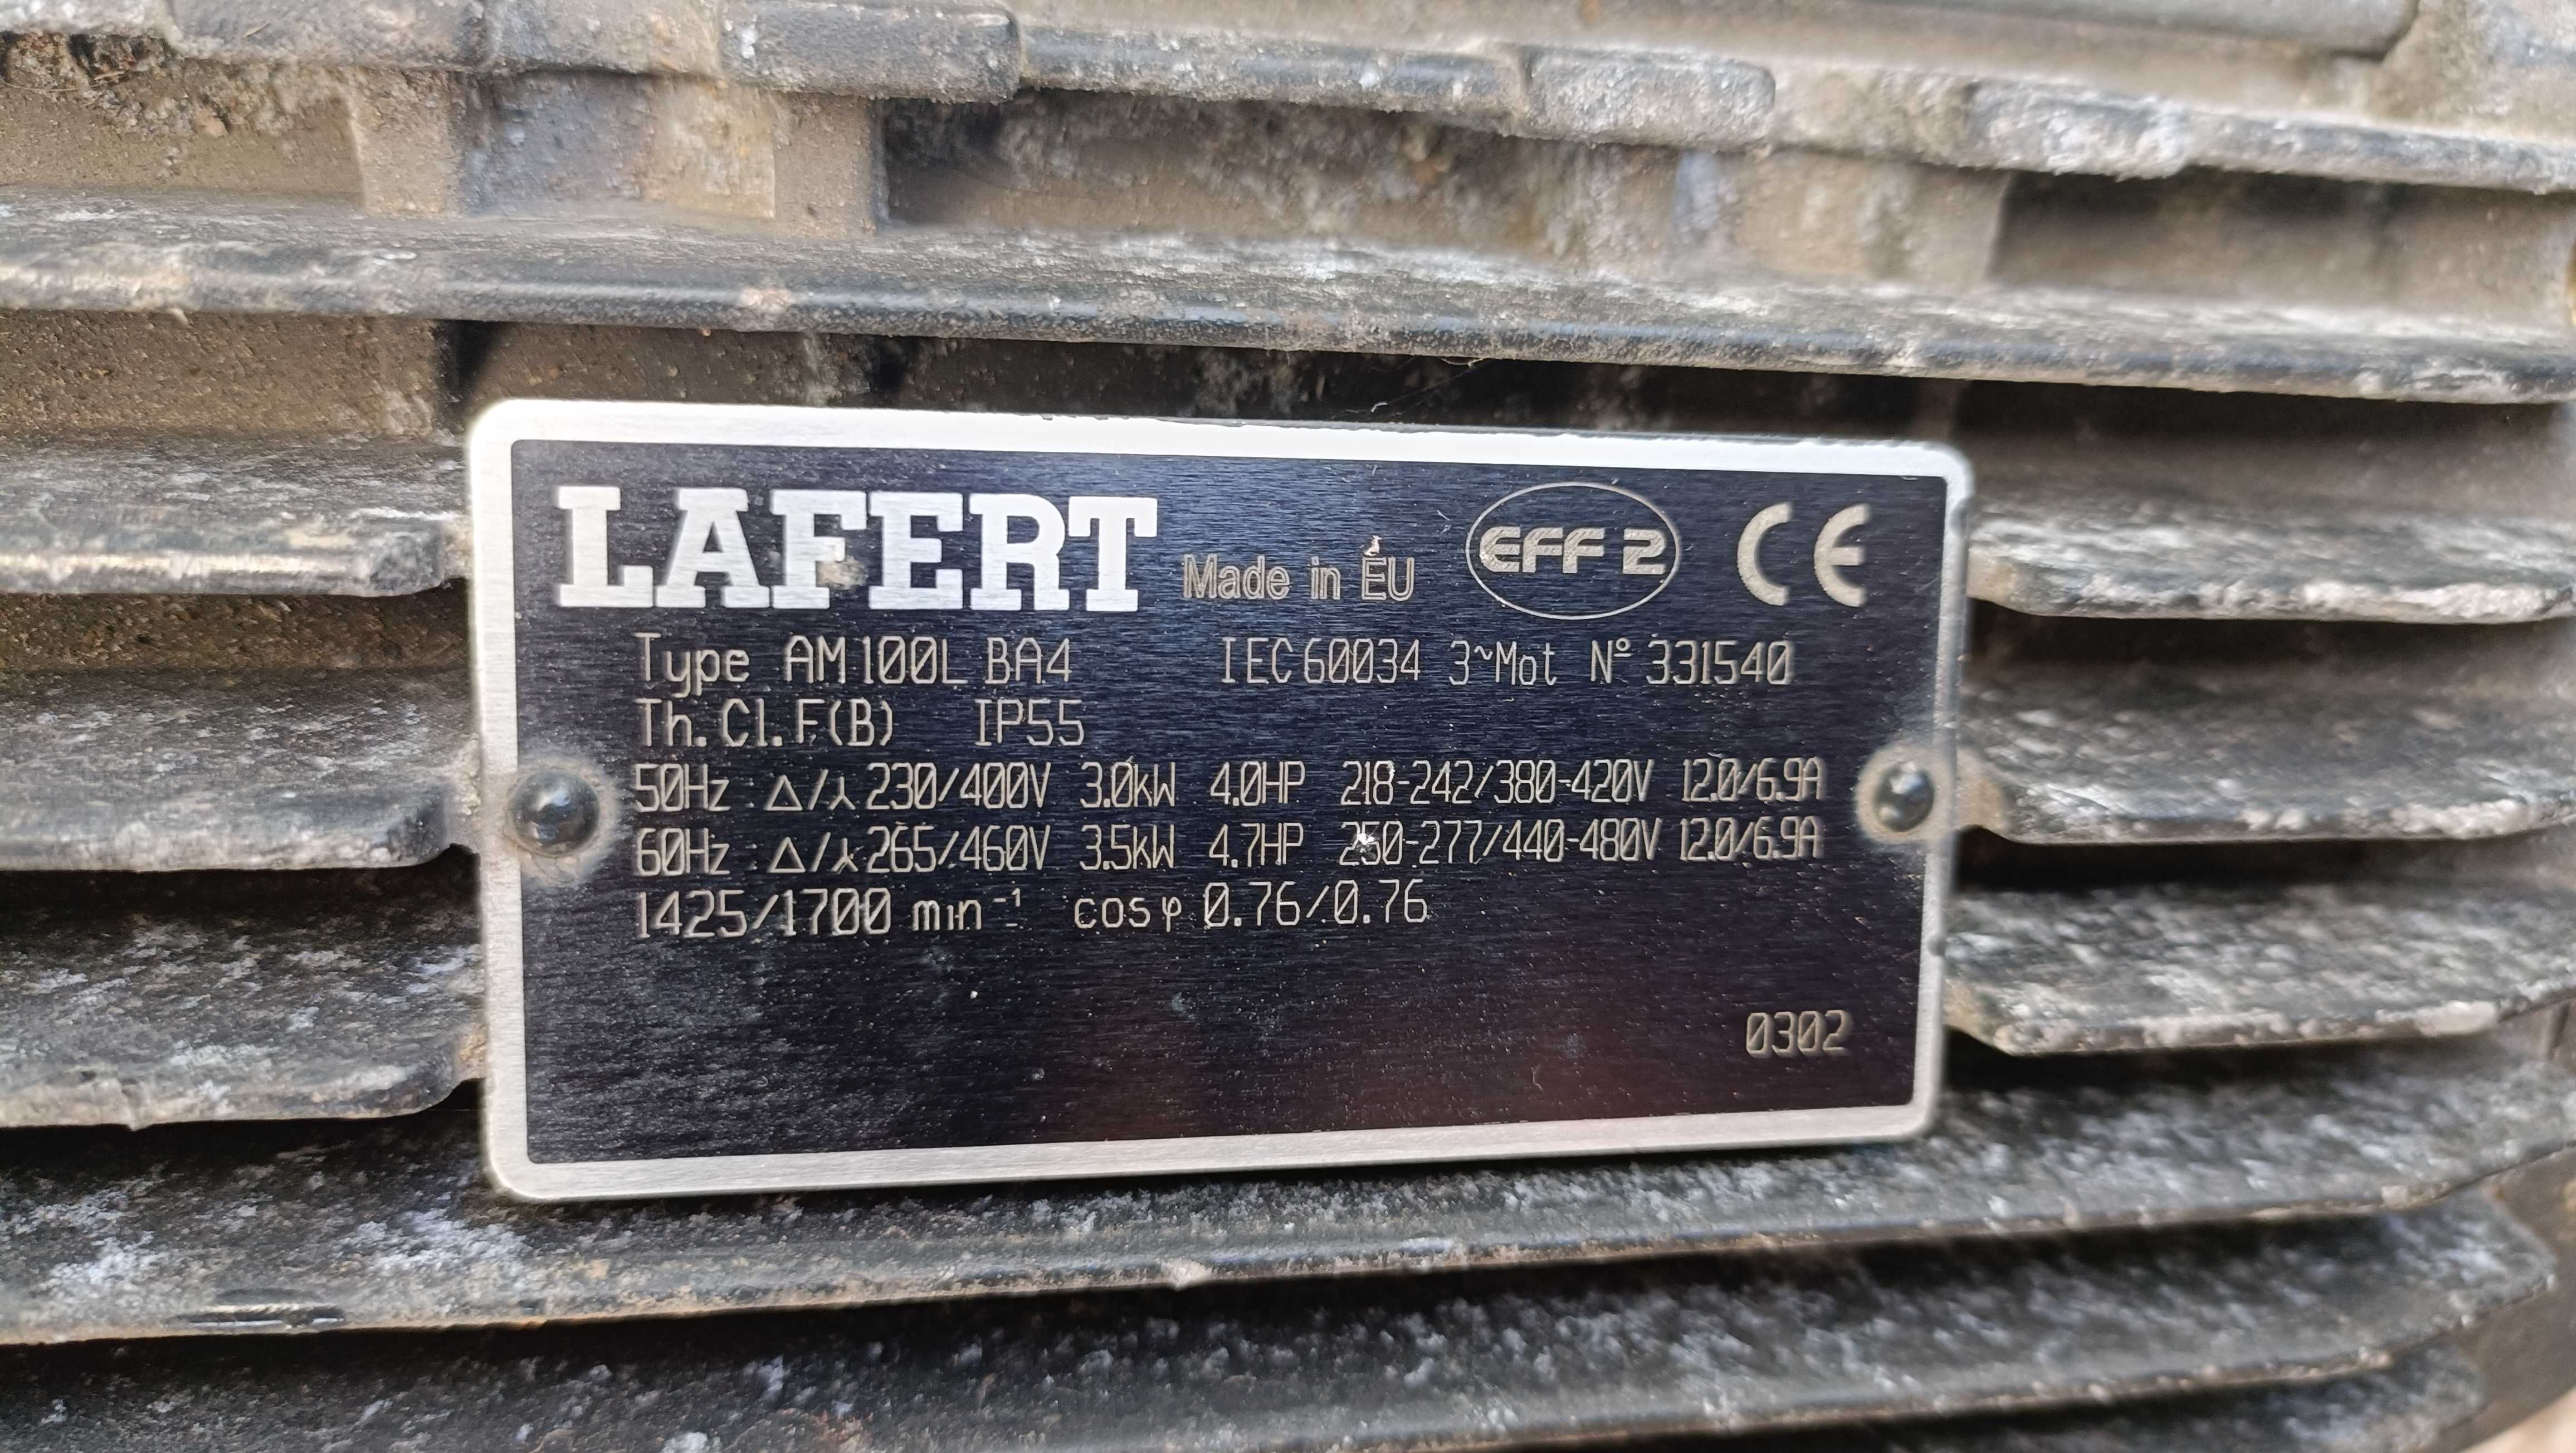 LAFERT Made in EU EFF 2 CE
Type AM100L BA4 IEC60034 3~Mot N° 331540
Th.Cl.F(B) IP55
50Hz : Δ/⅄ 230/400V 3.0kW 4.0HP 218-242/380-420V 12.0/6.9A
60Hz : Δ/⅄ 265/460V 3.5kW 4.7HP 250-277/440-480V 12.0/6.9A
1425/1700 min⁻¹ cosφ 0.76/0.76
0302